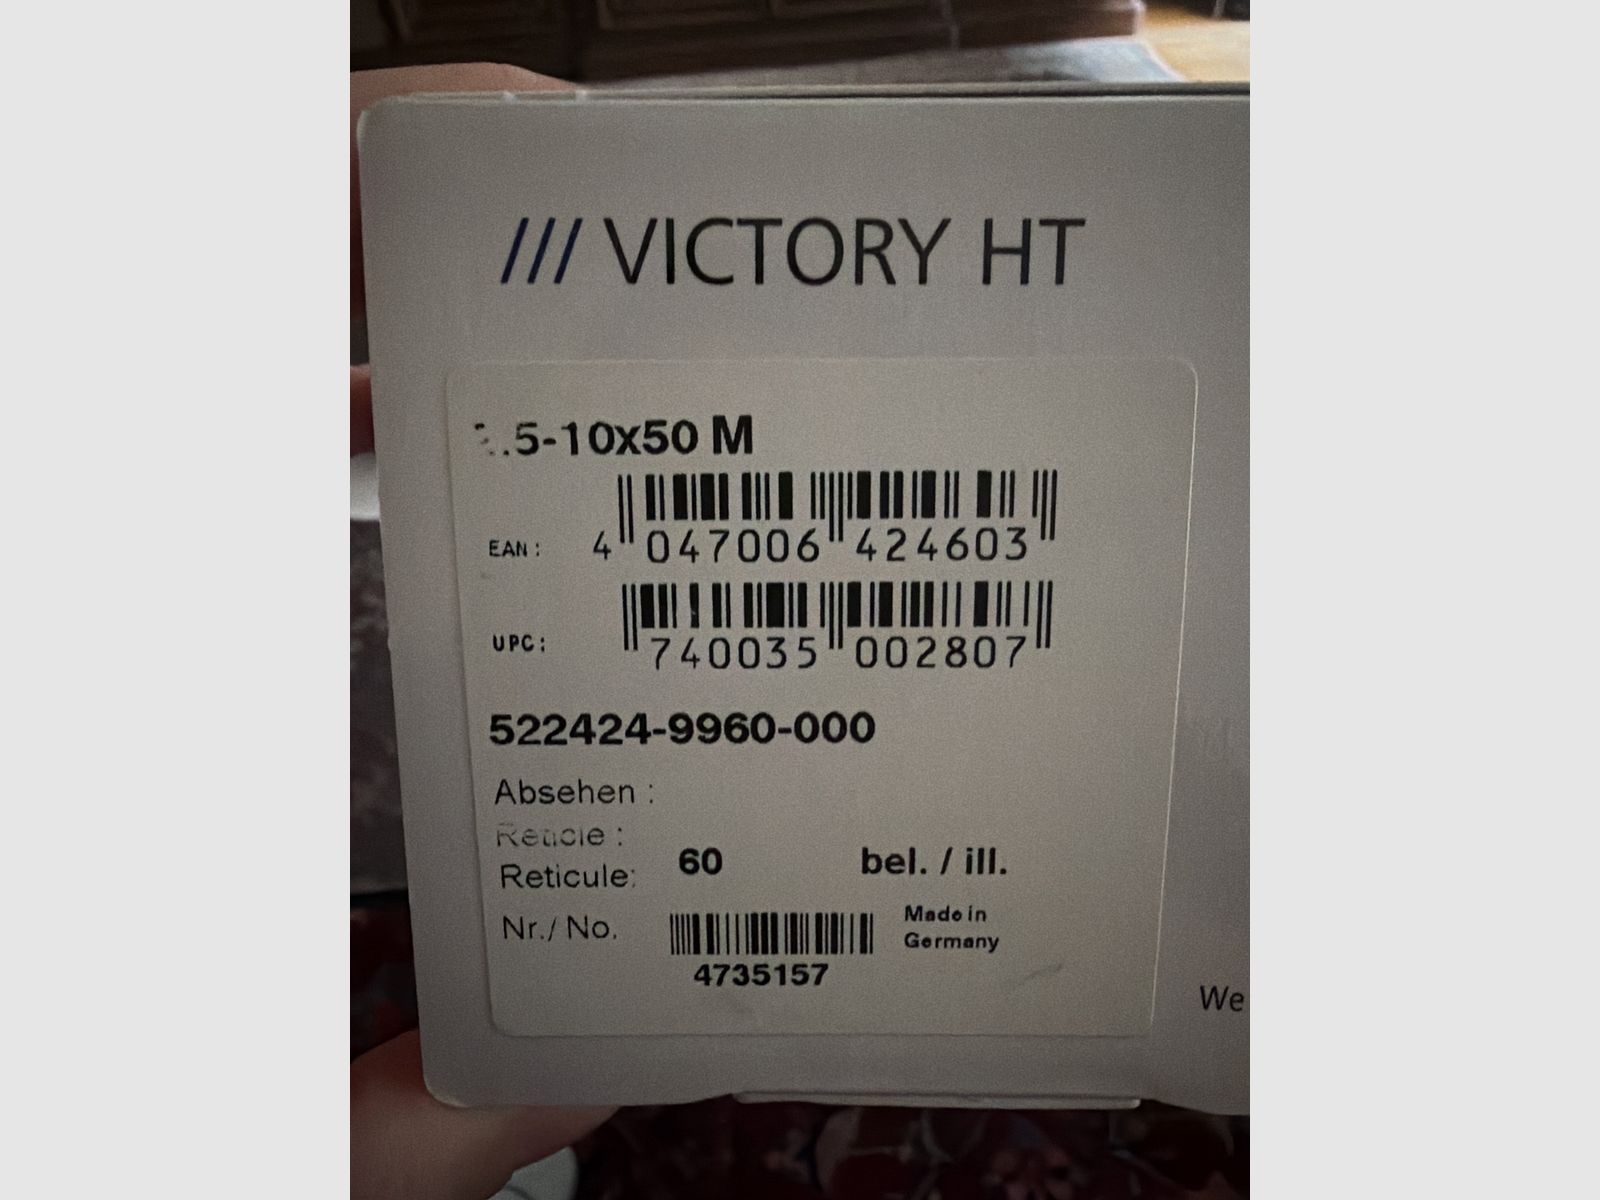 /// VICTORY HT
.5-10x50 M
EAN: 4 047006 424603
UPC: 740035 002807
522424-9960-000
Absehen :
Reticle :
Reticule: 60 bel. / ill.
Nr./ No.
4735157
Made in
Germany
We